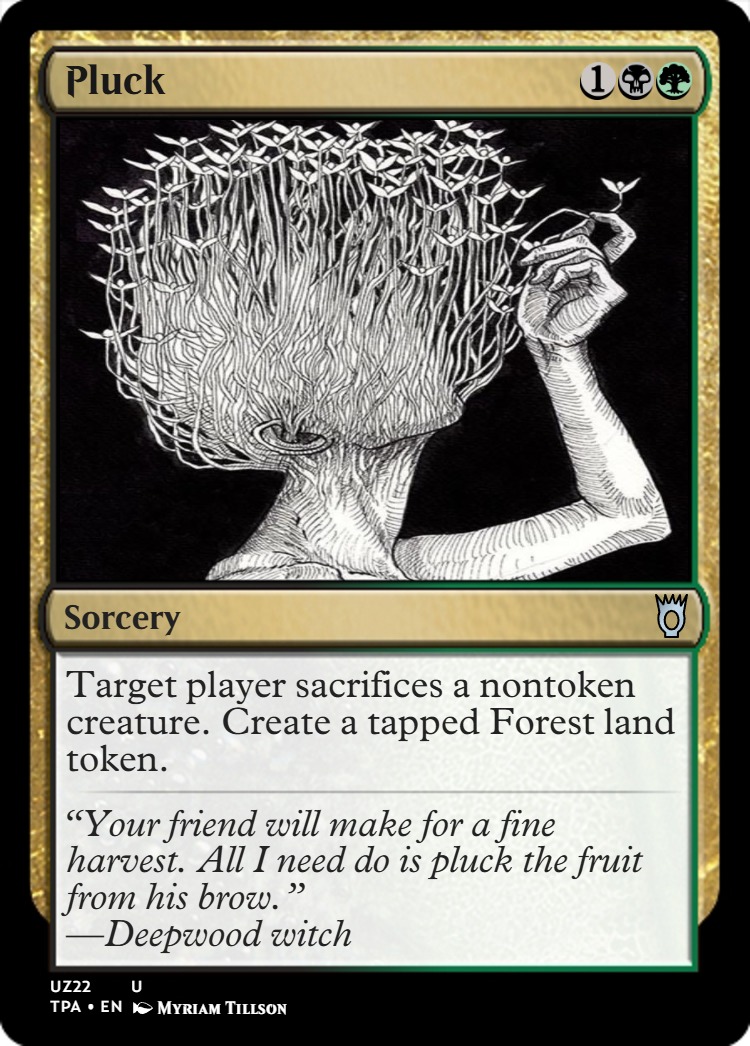 Pluck 1
Sorcery
Target player sacrifices a nontoken
creature. Create a tapped Forest land
token.
“Your friend will make for a fine
harvest. All I need do is pluck the fruit
from his brow.”
—Deepwood witch
UZ22 U
TPA • EN Myriam Tillson